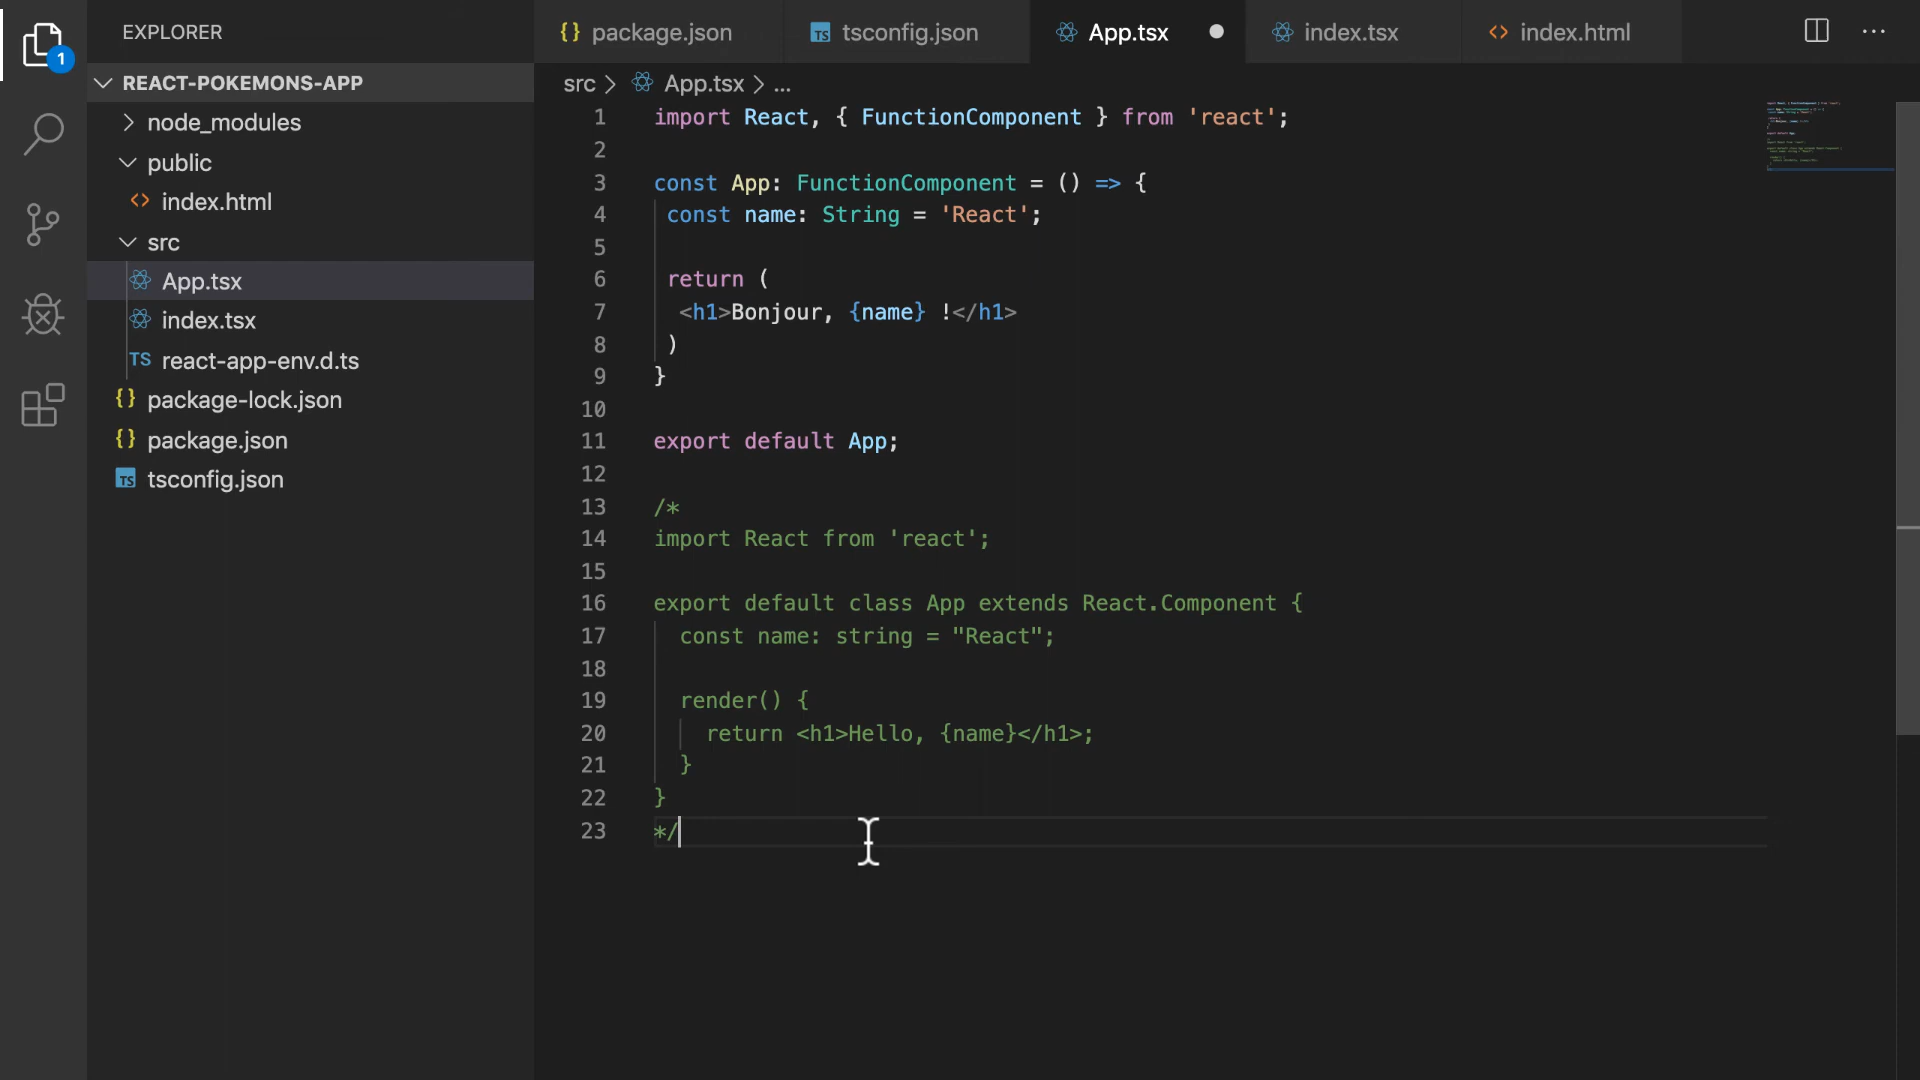 EXPLORER
1
REACT-POKEMONS-APP
node_modules
public
index.html
src
App.tsx
index.tsx
TS react-app-env.d.ts
{} package-lock.json
{} package.json
TS tsconfig.json
{} package.json
TS tsconfig.json
App.tsx
index.tsx
index.html
src > App.tsx > ...
1 import React, { FunctionComponent } from 'react';
2
3 const App: FunctionComponent = () => {
4 const name: String = 'React';
5
6 return (
7 <h1>Bonjour, {name} !</h1>
8 )
9 }
10
11 export default App;
12
13 /*
14 import React from 'react';
15
16 export default class App extends React.Component {
17 const name: string = "React";
18
19 render() {
20 return <h1>Hello, {name}</h1>;
21 }
22 }
23 */